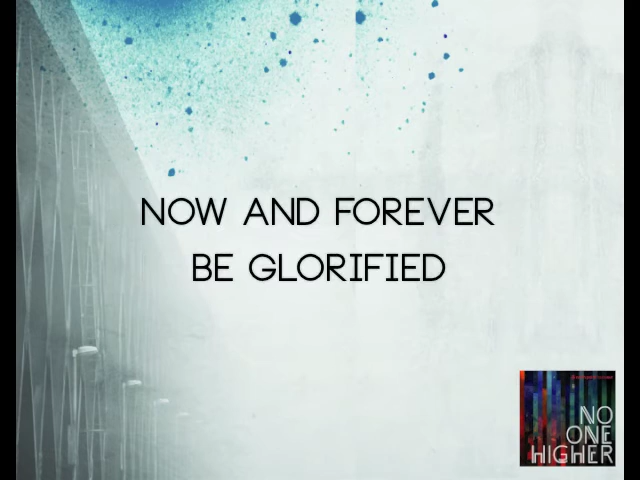 NOW AND FOREVER
BE GLORIFIED
NO
ONE
HIGHER